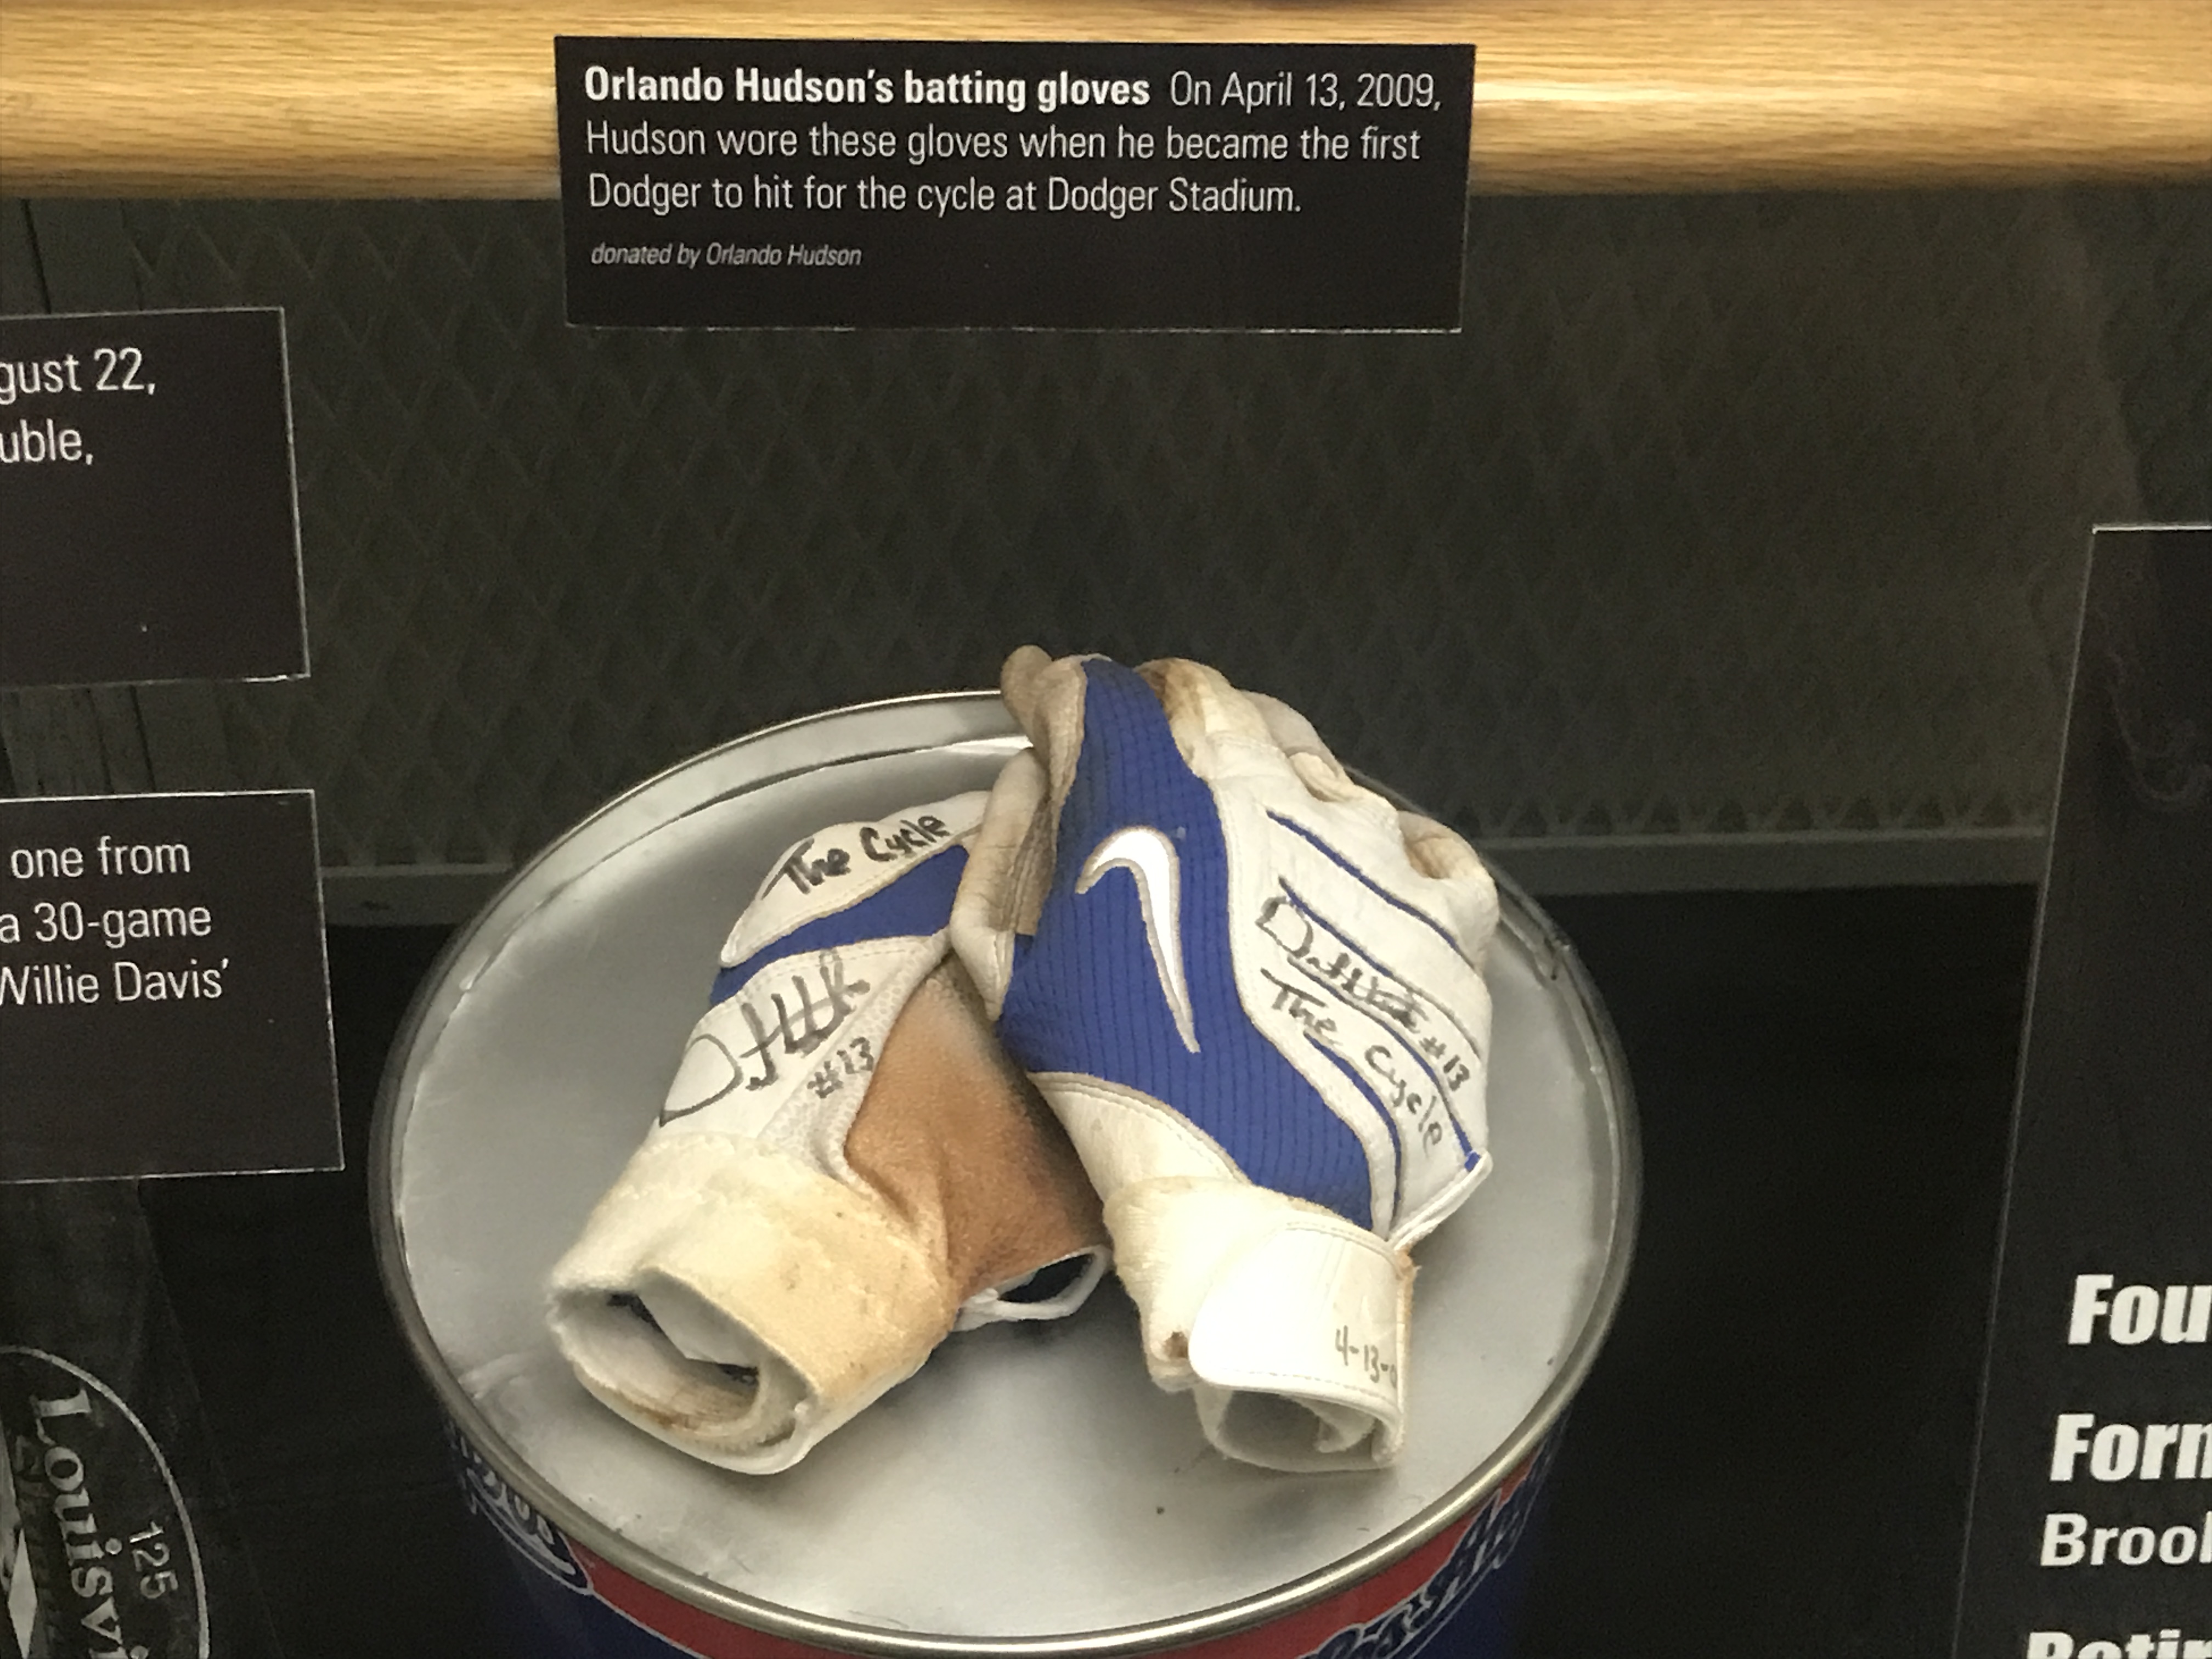 Orlando Hudson's batting gloves On April 13, 2009,
Hudson wore these gloves when he became the first
Dodger to hit for the cycle at Dodger Stadium.
donated by Orlando Hudson
gust 22,
uble,
one from
a 30-game
Willie Davis'
The Cycle
#13
#13
The Cycle
4-13-0
Louisvi
125
Fou
Forn
Brool
Retir